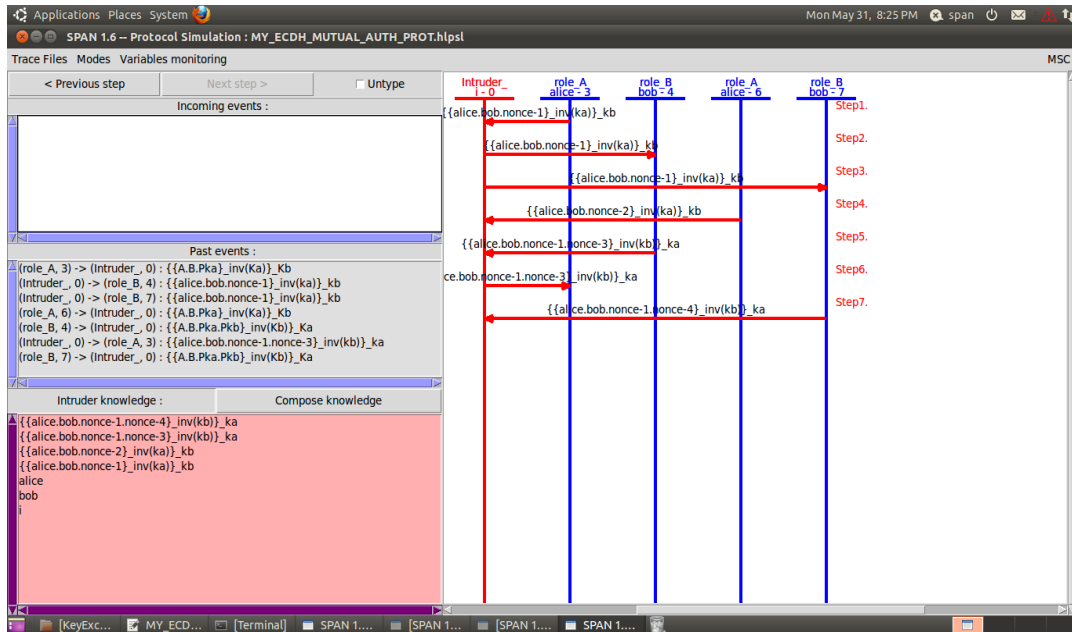 Applications Places System
Mon May 31, 8:25 PM span
SPAN 1.6 -- Protocol Simulation : MY_ECDH_MUTUAL_AUTH_PROT.hlpsl
Trace Files Modes Variables monitoring MSC
< Previous step Next step > Untype
Incoming events :
Past events :
(role_A, 3) -> (Intruder_, 0) : {{A.B.Pka}_inv(Ka)}_Kb
(Intruder_, 0) -> (role_B, 4) : {{alice.bob.nonce-1}_inv(ka)}_kb
(Intruder_, 0) -> (role_B, 7) : {{alice.bob.nonce-1}_inv(ka)}_kb
(role_A, 6) -> (Intruder_, 0) : {{A.B.Pka}_inv(Ka)}_Kb
(role_B, 4) -> (Intruder_, 0) : {{A.B.Pka.Pkb}_inv(Kb)}_Ka
(Intruder_, 0) -> (role_A, 3) : {{alice.bob.nonce-1.nonce-3}_inv(kb)}_ka
(role_B, 7) -> (Intruder_, 0) : {{A.B.Pka.Pkb}_inv(Kb)}_Ka
Intruder knowledge : Compose knowledge
{{alice.bob.nonce-1.nonce-4}_inv(kb)}_ka
{{alice.bob.nonce-1.nonce-3}_inv(kb)}_ka
{{alice.bob.nonce-2}_inv(ka)}_kb
{{alice.bob.nonce-1}_inv(ka)}_kb
alice
bob
i
Intruder_ role_A role_B role_A role_B
i - 0 alice - 3 bob - 4 alice - 6 bob - 7
Step1.
{{alice.bob.nonce-1}_inv(ka)}_kb
Step2.
{{alice.bob.nonce-1}_inv(ka)}_kb
Step3.
{{alice.bob.nonce-1}_inv(ka)}_kb
Step4.
{{alice.bob.nonce-2}_inv(ka)}_kb
Step5.
{{alice.bob.nonce-1.nonce-3}_inv(kb)}_ka
Step6.
ce.bob.nonce-1.nonce-3}_inv(kb)}_ka
Step7.
{{alice.bob.nonce-1.nonce-4}_inv(kb)}_ka
[KeyExc... MY_ECD... [Terminal] SPAN 1.... [SPAN 1... [SPAN 1.... SPAN 1....